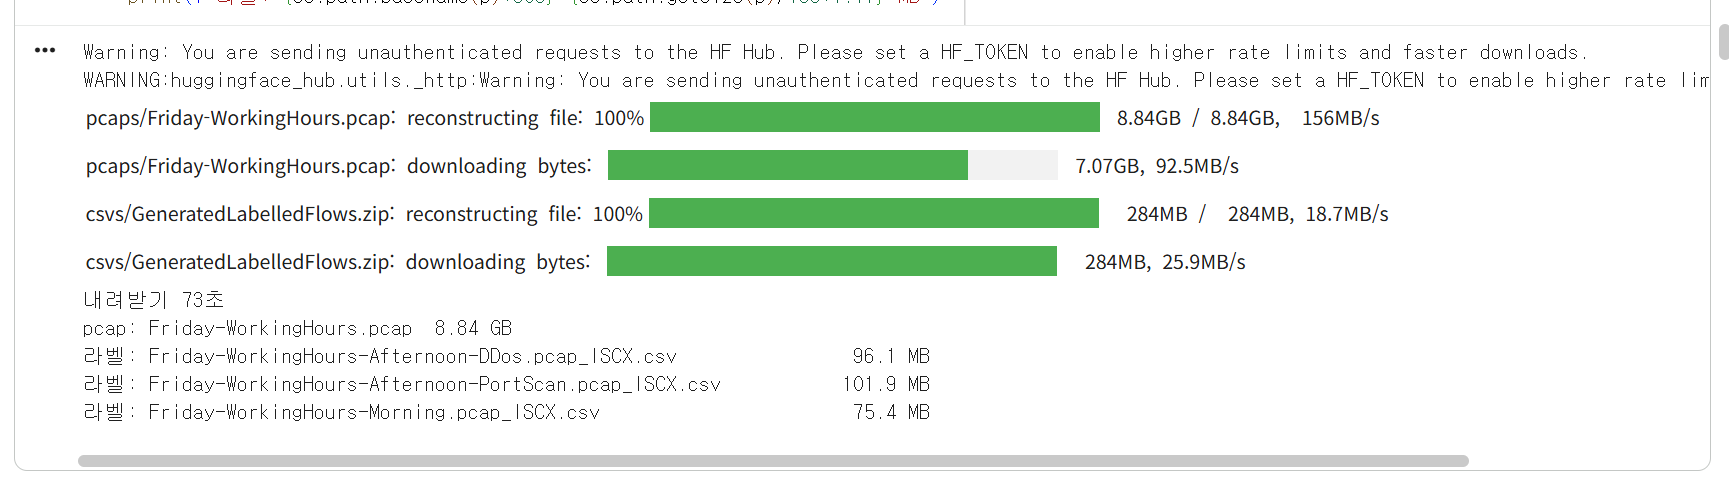 Warning: You are sending unauthenticated requests to the HF Hub. Please set a HF_TOKEN to enable higher rate limits and faster downloads.
WARNING:huggingface_hub.utils._http:Warning: You are sending unauthenticated requests to the HF Hub. Please set a HF_TOKEN to enable higher rate lim
pcaps/Friday-WorkingHours.pcap: reconstructing file: 100% 8.84GB / 8.84GB, 156MB/s
pcaps/Friday-WorkingHours.pcap: downloading bytes: 7.07GB, 92.5MB/s
csvs/GeneratedLabelledFlows.zip: reconstructing file: 100% 284MB / 284MB, 18.7MB/s
csvs/GeneratedLabelledFlows.zip: downloading bytes: 284MB, 25.9MB/s
내려받기 73초
pcap: Friday-WorkingHours.pcap 8.84 GB
라벨: Friday-WorkingHours-Afternoon-DDos.pcap_ISCX.csv 96.1 MB
라벨: Friday-WorkingHours-Afternoon-PortScan.pcap_ISCX.csv 101.9 MB
라벨: Friday-WorkingHours-Morning.pcap_ISCX.csv 75.4 MB